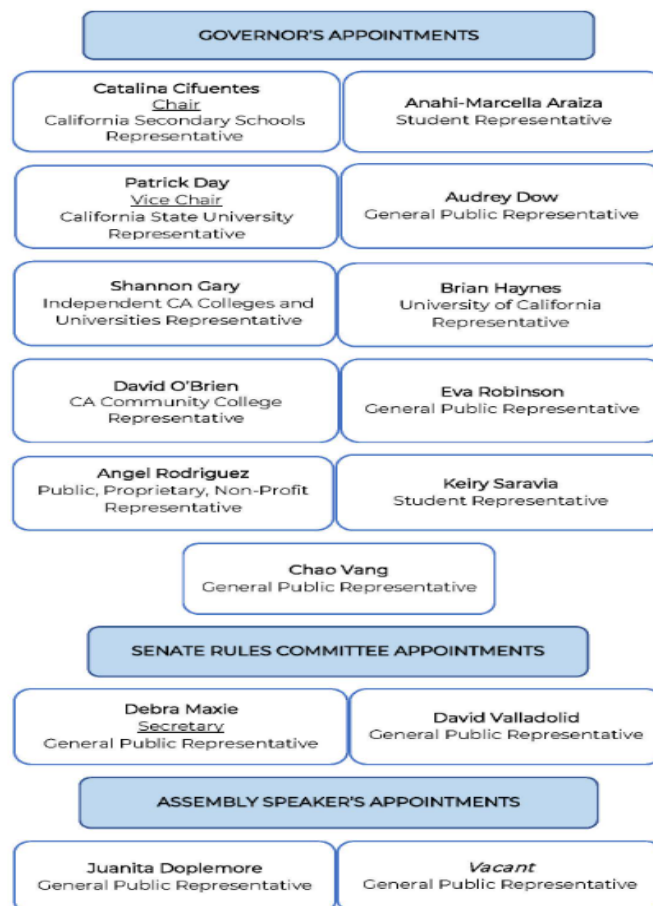 GOVERNOR'S APPOINTMENTS
Catalina Cifuentes
Chair
California Secondary Schools
Representative
Anahi-Marcella Araiza
Student Representative
Patrick Day
Vice Chair
California State University
Representative
Audrey Dow
General Public Representative
Shannon Gary
Independent CA Colleges and
Universities Representative
Brian Haynes
University of California
Representative
David O'Brien
CA Community College
Representative
Eva Robinson
General Public Representative
Angel Rodriguez
Public, Proprietary, Non-Profit
Representative
Keiry Saravia
Student Representative
Chao Vang
General Public Representative
SENATE RULES COMMITTEE APPOINTMENTS
Debra Maxie
Secretary
General Public Representative
David Valladolid
General Public Representative
ASSEMBLY SPEAKER'S APPOINTMENTS
Juanita Doplemore
General Public Representative
Vacant
General Public Representative